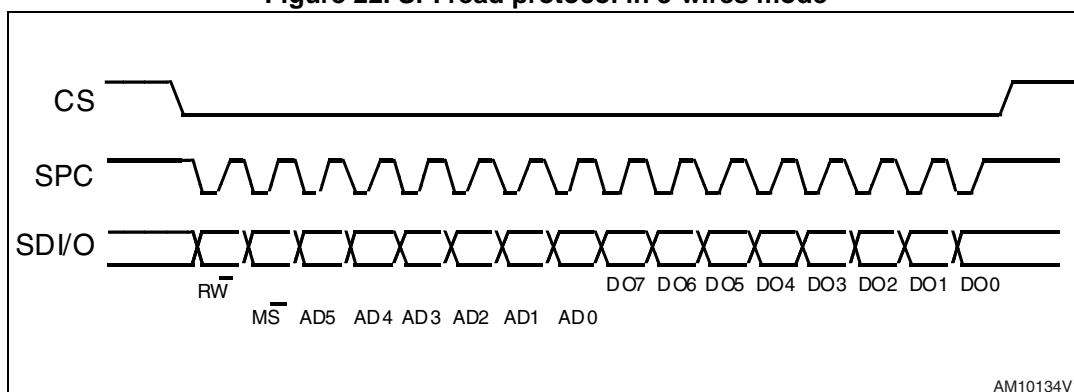 Figure 22. SPI read protocol in 3-wires mode
CS
SPC
SDI/O
RW
DO7 DO6 DO5 DO4 DO3 DO2 DO1 DO0
MS AD5 AD4 AD3 AD2 AD1 AD0
AM10134V